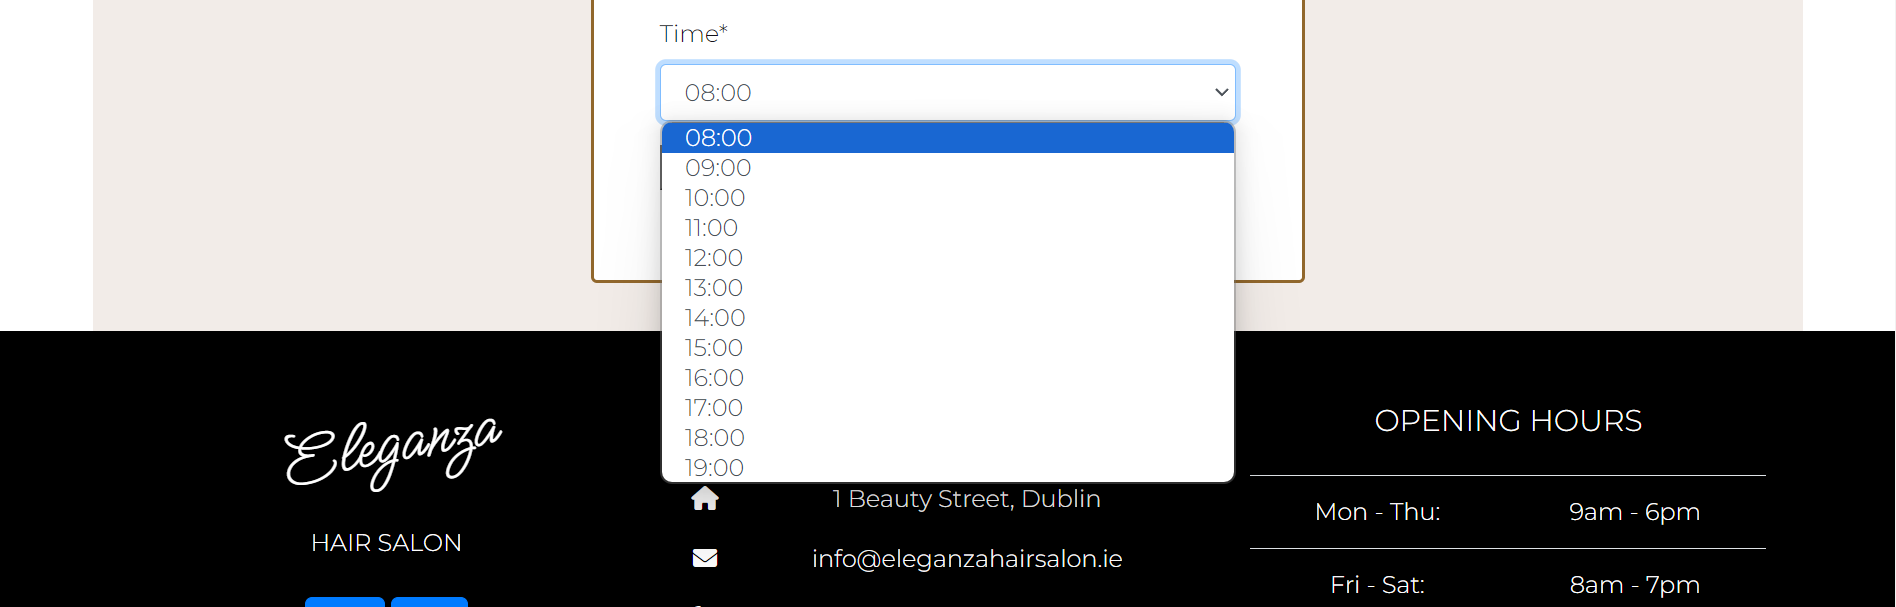 Time*
08:00
08:00
09:00
10:00
11:00
12:00
13:00
14:00
15:00
16:00
17:00
18:00
19:00
Eleganza
HAIR SALON
1 Beauty Street, Dublin
info@eleganzahairsalon.ie
OPENING HOURS
Mon - Thu: 9am - 6pm
Fri - Sat: 8am - 7pm